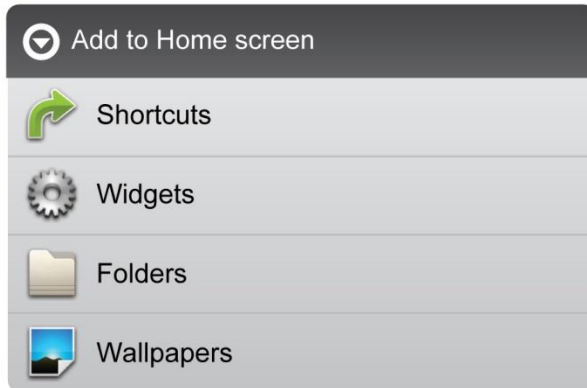 Add to Home screen
Shortcuts
Widgets
Folders
Wallpapers